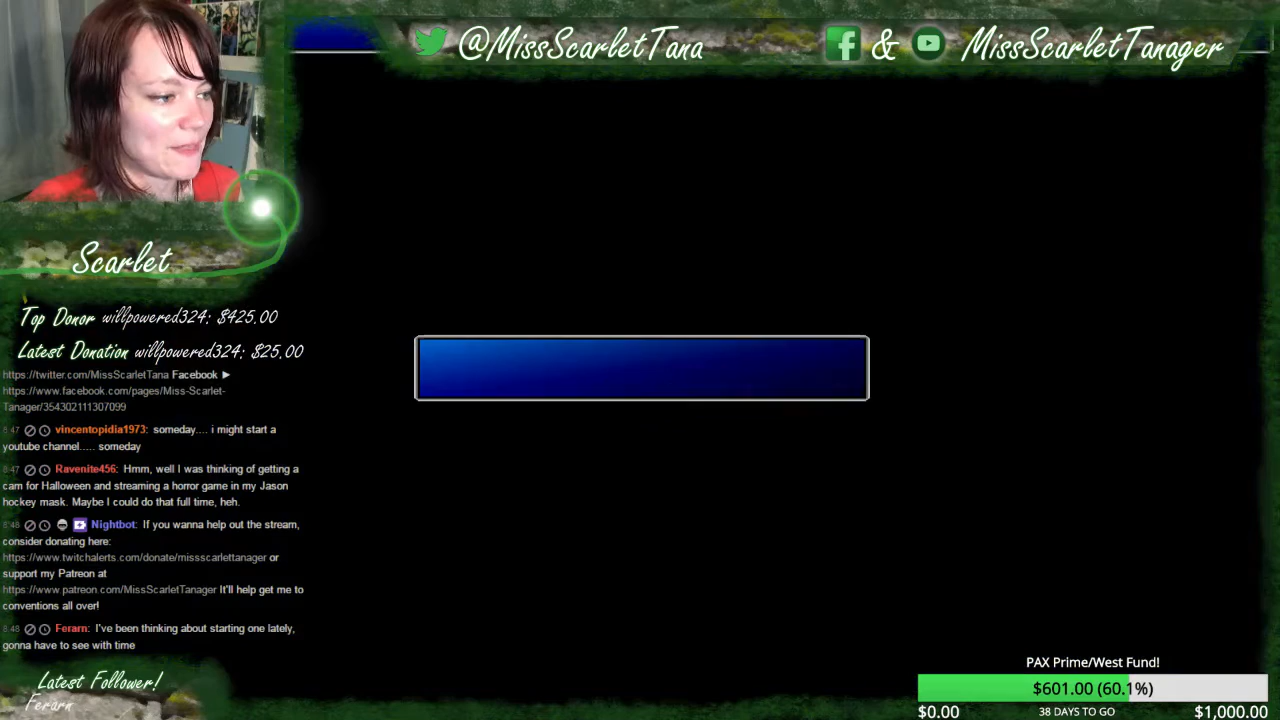 @MissScarletTana
& MissScarletTanager
Scarlet
Top Donor willpowered324: $425.00
Latest Donation willpowered324: $25.00
https://twitter.com/MissScarletTana Facebook ►
https://www.facebook.com/pages/Miss-Scarlet-
Tanager/354302111307099
8:47 vincentopidia1973: someday.... i might start a
youtube channel..... someday
8:47 Ravenite456: Hmm, well I was thinking of getting a
cam for Halloween and streaming a horror game in my Jason
hockey mask. Maybe I could do that full time, heh.
8:48 Nightbot: If you wanna help out the stream,
consider donating here:
https://www.twitchalerts.com/donate/missscarlettanager or
support my Patreon at
https://www.patreon.com/MissScarletTanager It'll help get me to
conventions all over!
8:48 Ferarn: I've been thinking about starting one lately,
gonna have to see with time
Latest Follower!
Ferarn
PAX Prime/West Fund!
$601.00 (60.1%)
$0.00 38 DAYS TO GO $1,000.00